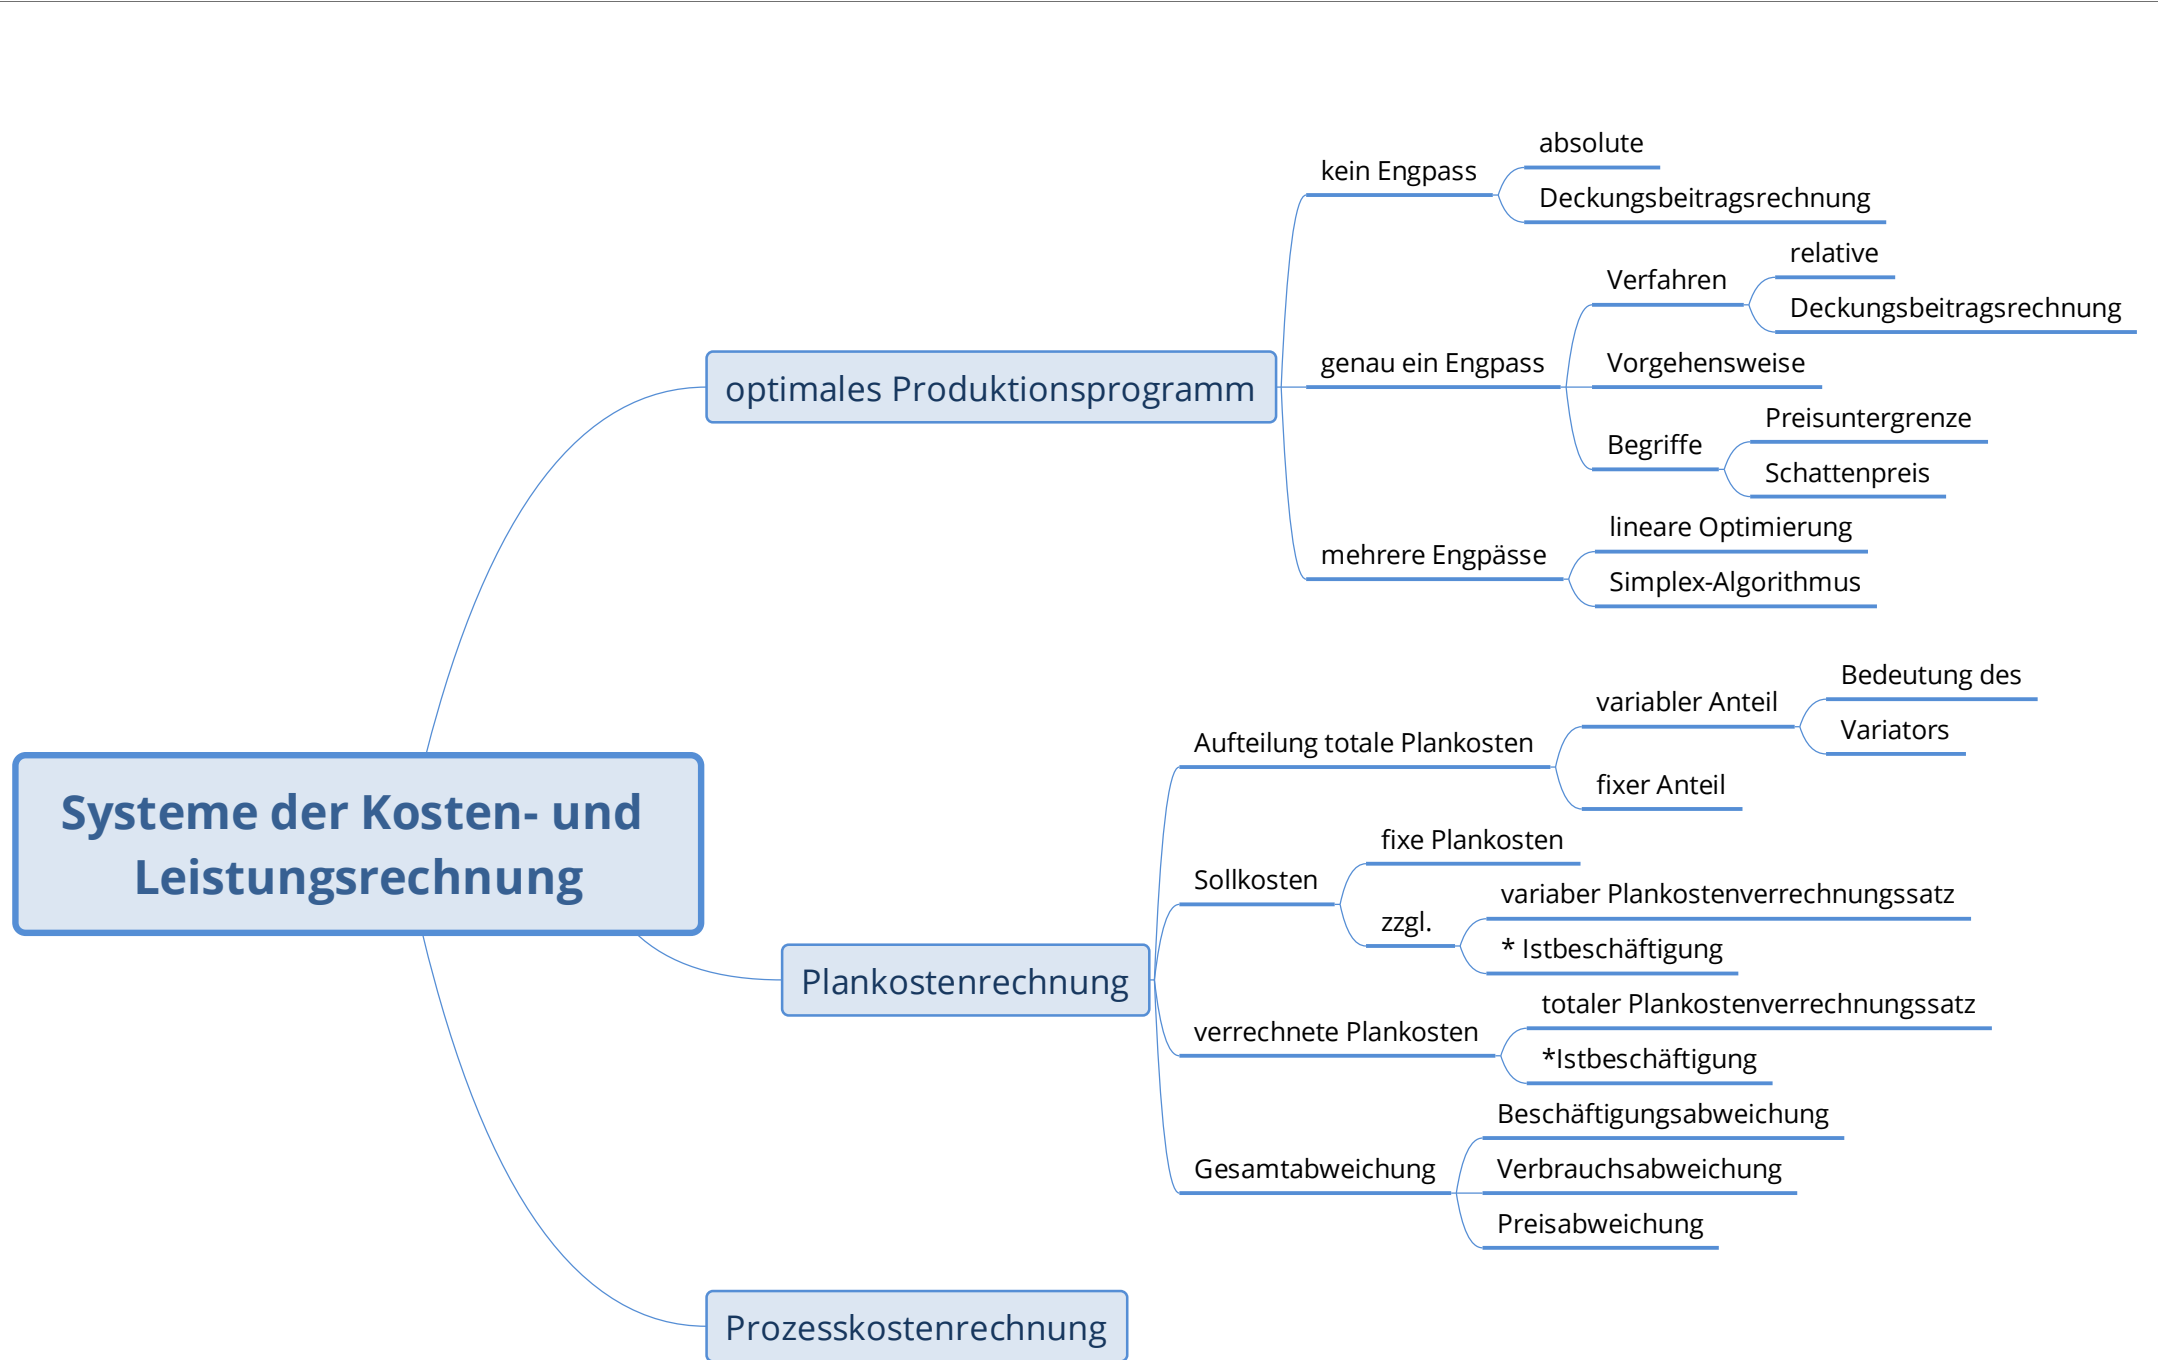 Systeme der Kosten- und
Leistungsrechnung
optimales Produktionsprogramm
kein Engpass
absolute
Deckungsbeitragsrechnung
genau ein Engpass
Verfahren
relative
Deckungsbeitragsrechnung
Vorgehensweise
Begriffe
Preisuntergrenze
Schattenpreis
mehrere Engpässe
lineare Optimierung
Simplex-Algorithmus
Plankostenrechnung
Aufteilung totale Plankosten
variabler Anteil
Bedeutung des
Variators
fixer Anteil
Sollkosten
fixe Plankosten
zzgl.
variaber Plankostenverrechnungssatz
* Istbeschäftigung
verrechnete Plankosten
totaler Plankostenverrechnungssatz
*Istbeschäftigung
Gesamtabweichung
Beschäftigungsabweichung
Verbrauchsabweichung
Preisabweichung
Prozesskostenrechnung